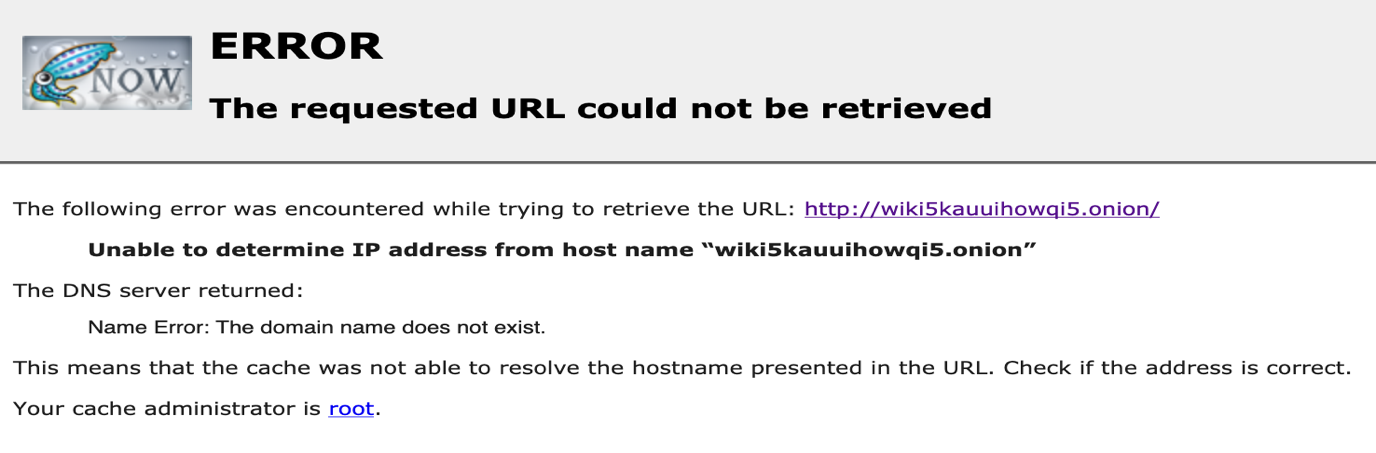 NOW
ERROR
The requested URL could not be retrieved
The following error was encountered while trying to retrieve the URL: http://wiki5kauuihowqi5.onion/
Unable to determine IP address from host name “wiki5kauuihowqi5.onion”
The DNS server returned:
Name Error: The domain name does not exist.
This means that the cache was not able to resolve the hostname presented in the URL. Check if the address is correct.
Your cache administrator is root.